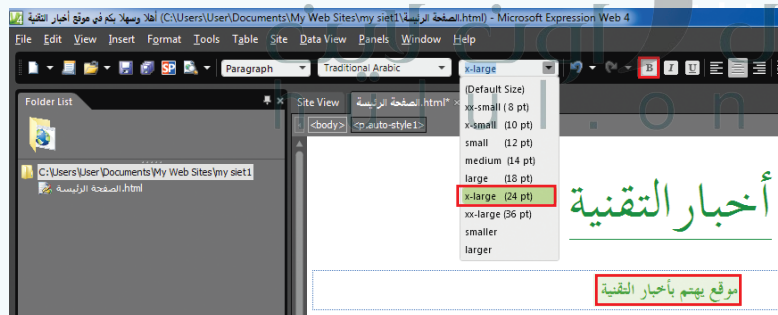 أهلا وسهلا بكم في موقع أخبار التقنية (C:\Users\User\Documents\My Web Sites\my siet1\الصفحة الرئيسة.html) - Microsoft Expression Web 4
File Edit View Insert Format Tools Table Site Data View Panels Window Help
Paragraph Traditional Arabic x-large B I U
Folder List
Site View الصفحة الرئيسة.html*
<body> <p.auto-style1>
C:\Users\User\Documents\My Web Sites\my siet1
الصفحة الرئيسة.html
(Default Size)
xx-small ( 8 pt)
x-small (10 pt)
small (12 pt)
medium (14 pt)
large (18 pt)
x-large (24 pt)
xx-large (36 pt)
smaller
larger
أخبار التقنية
موقع يهتم بأخبار التقنية